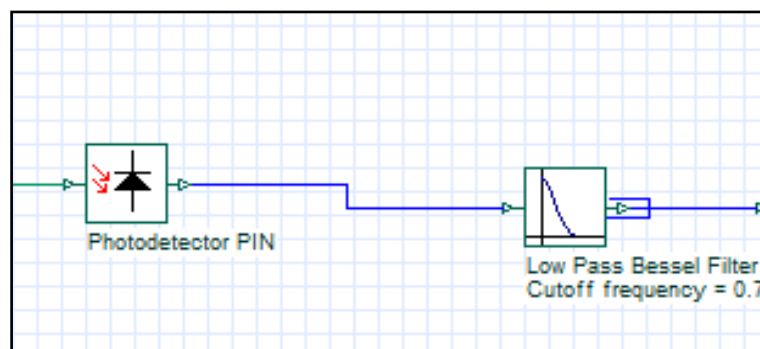 Photodetector PIN
Low Pass Bessel Filter
Cutoff frequency = 0.7